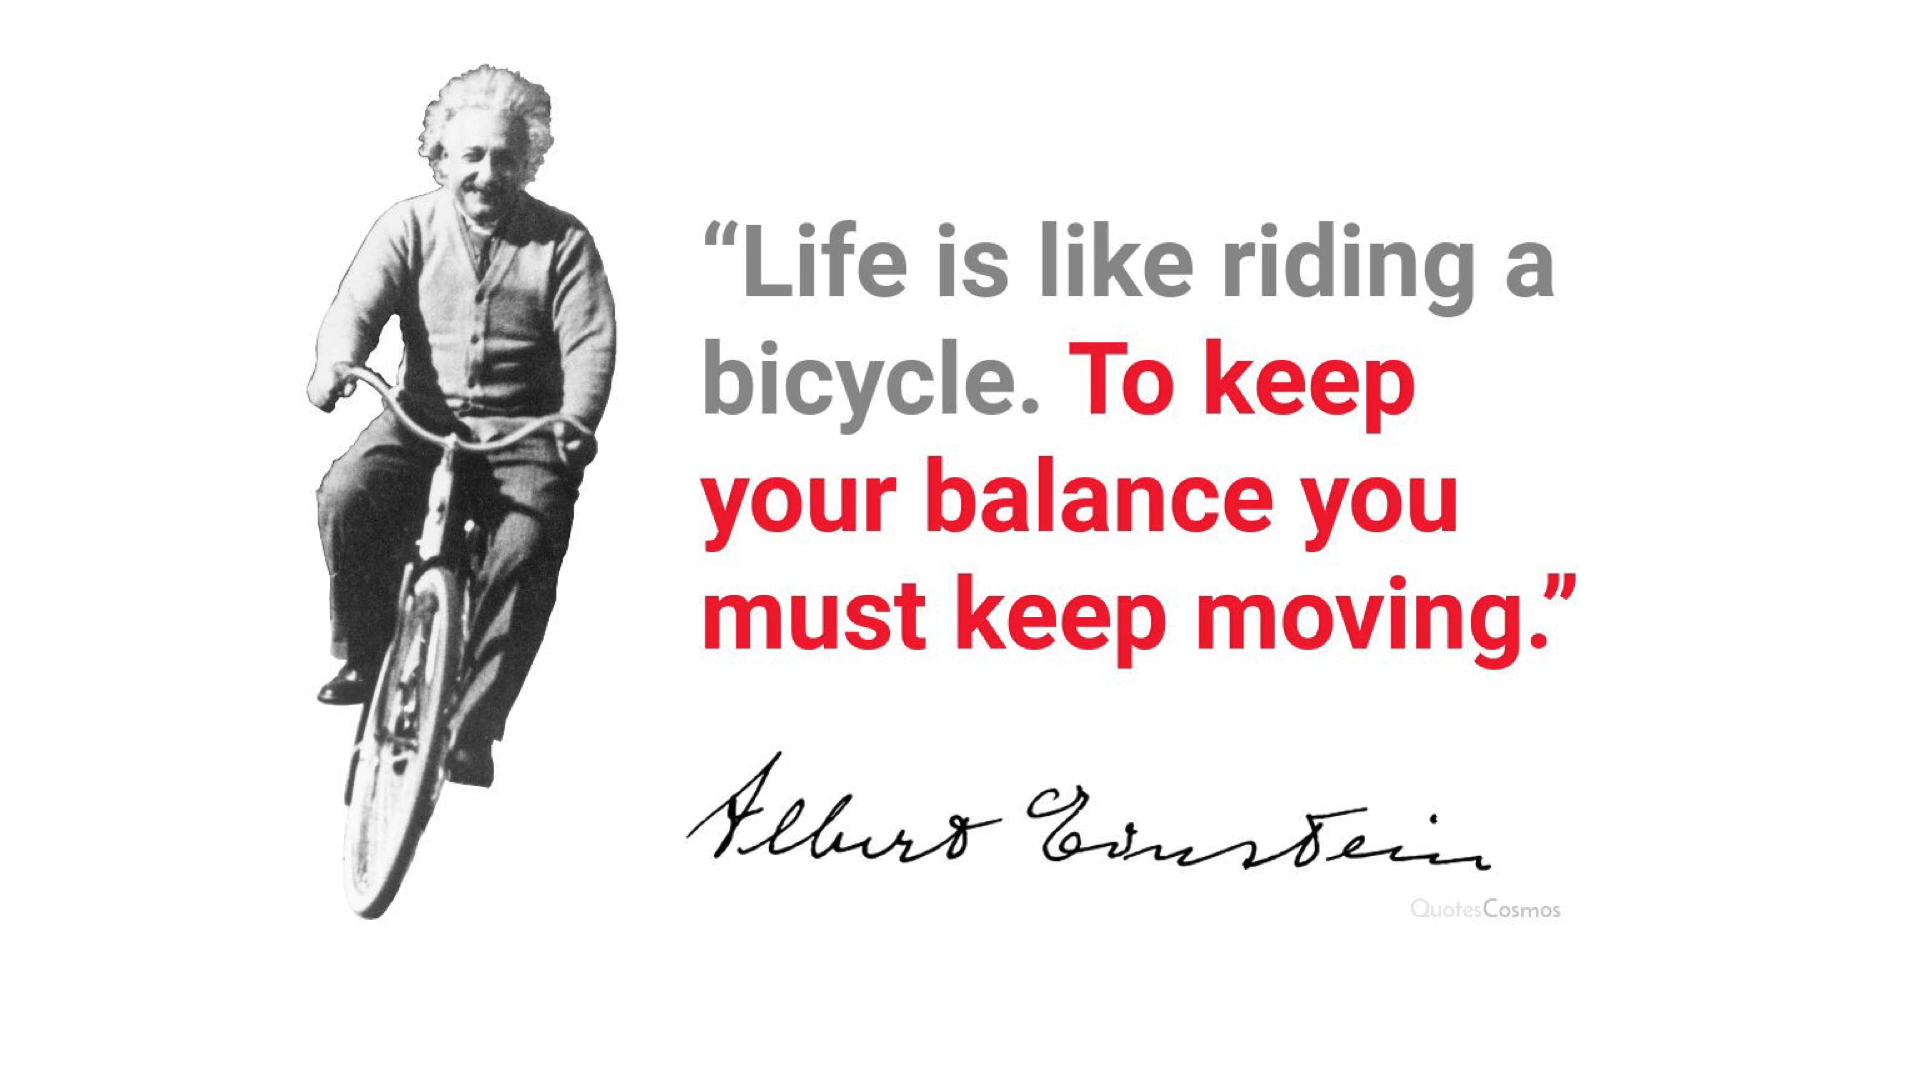 “Life is like riding a
bicycle. To keep
your balance you
must keep moving.”
Albert Einstein
QuotesCosmos